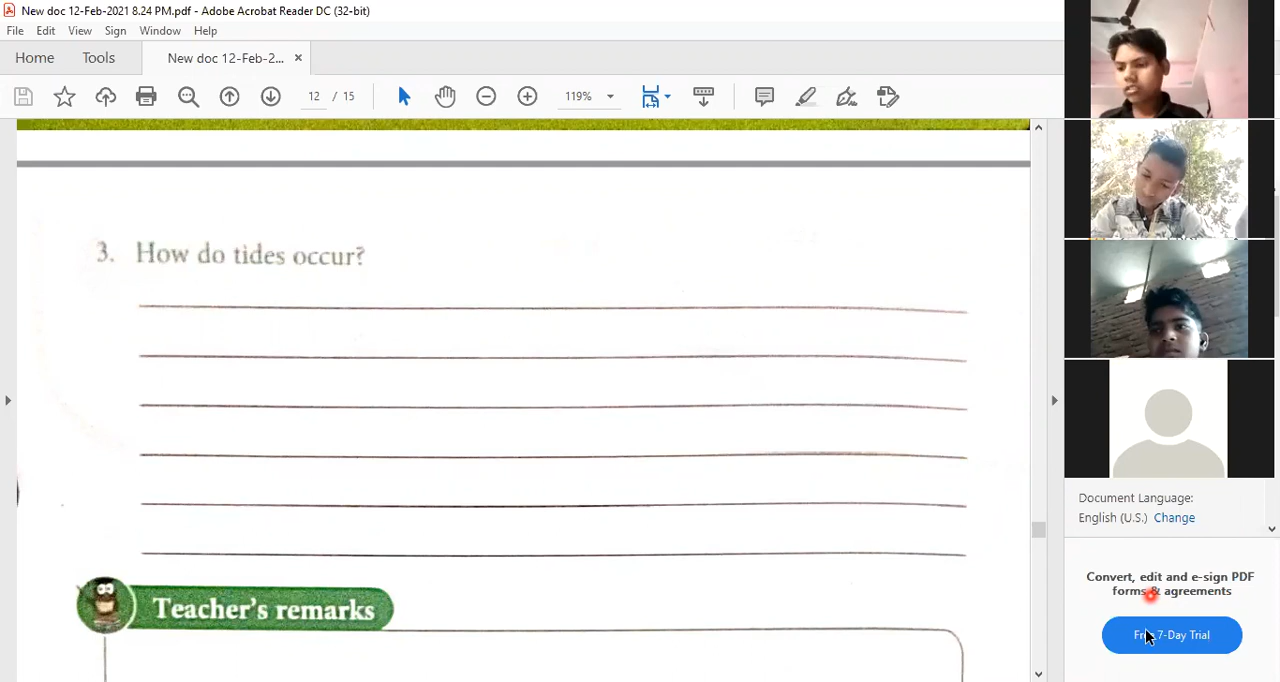 New doc 12-Feb-2021 8.24 PM.pdf - Adobe Acrobat Reader DC (32-bit)
File Edit View Sign Window Help
Home Tools New doc 12-Feb-2... ×
12 / 15 119%
3. How do tides occur?
Teacher's remarks
Document Language:
English (U.S.) Change
Convert, edit and e-sign PDF
forms & agreements
Free 7-Day Trial